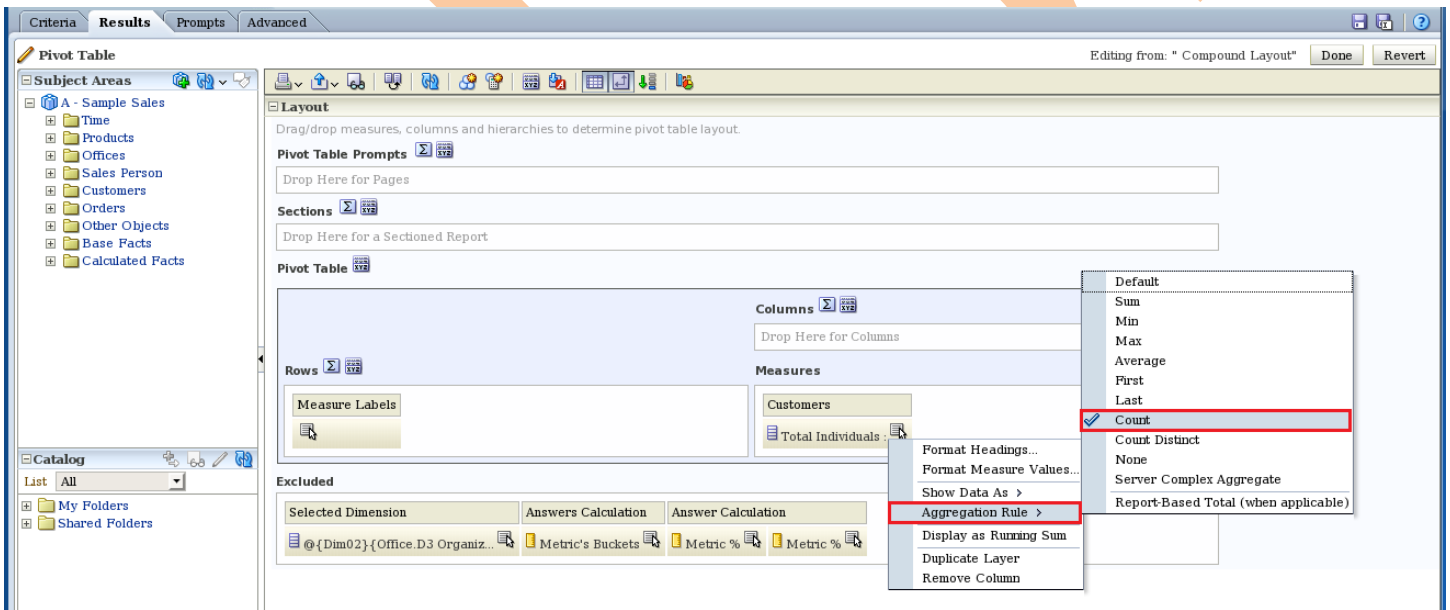 Criteria Results Prompts Advanced
Pivot Table Editing from: " Compound Layout" Done Revert
Subject Areas
A - Sample Sales
Time
Products
Offices
Sales Person
Customers
Orders
Other Objects
Base Facts
Calculated Facts
Catalog
List All
My Folders
Shared Folders
Layout
Drag/drop measures, columns and hierarchies to determine pivot table layout.
Pivot Table Prompts
Drop Here for Pages
Sections
Drop Here for a Sectioned Report
Pivot Table
Columns
Drop Here for Columns
Rows
Measures
Measure Labels
Customers
Total Individuals :
Excluded
Selected Dimension Answers Calculation Answer Calculation
@{Dim02}{Office.D3 Organiz... Metric's Buckets Metric % Metric %
Format Headings...
Format Measure Values...
Show Data As >
Aggregation Rule >
Display as Running Sum
Duplicate Layer
Remove Column
Default
Sum
Min
Max
Average
First
Last
Count
Count Distinct
None
Server Complex Aggregate
Report-Based Total (when applicable)